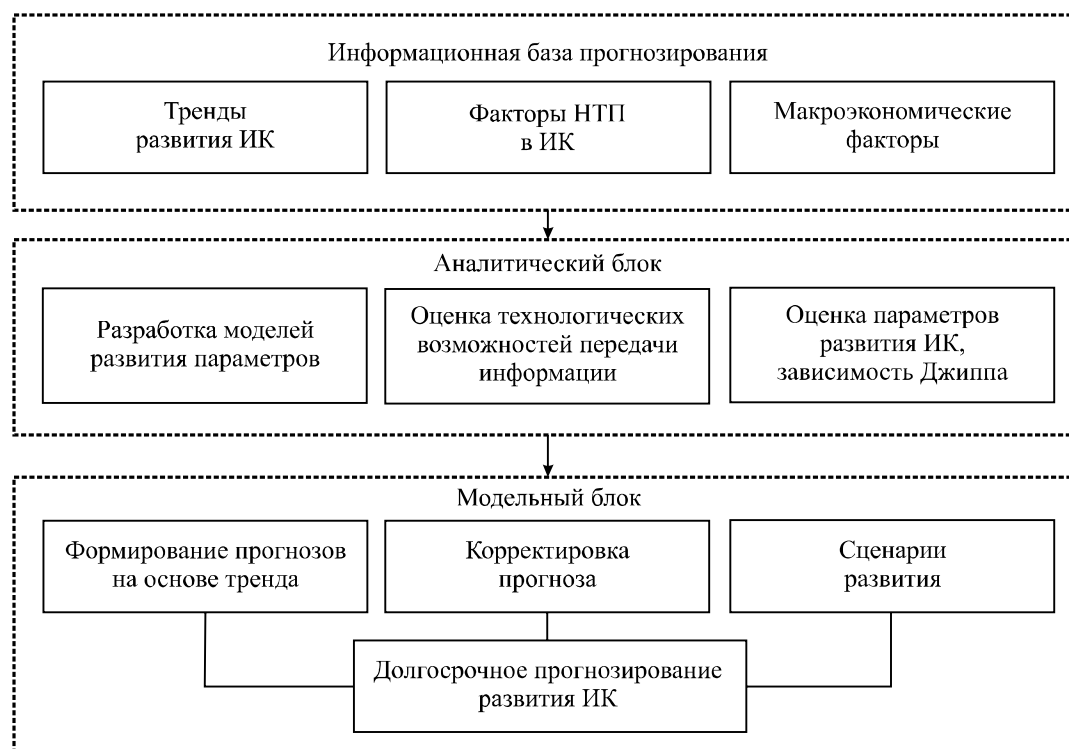 Информационная база прогнозирования
Тренды
развития ИК
Факторы НТП
в ИК
Макроэкономические
факторы
Аналитический блок
Разработка моделей
развития параметров
Оценка технологических
возможностей передачи
информации
Оценка параметров
развития ИК,
зависимость Джиппа
Модельный блок
Формирование прогнозов
на основе тренда
Корректировка
прогноза
Сценарии
развития
Долгосрочное прогнозирование
развития ИК